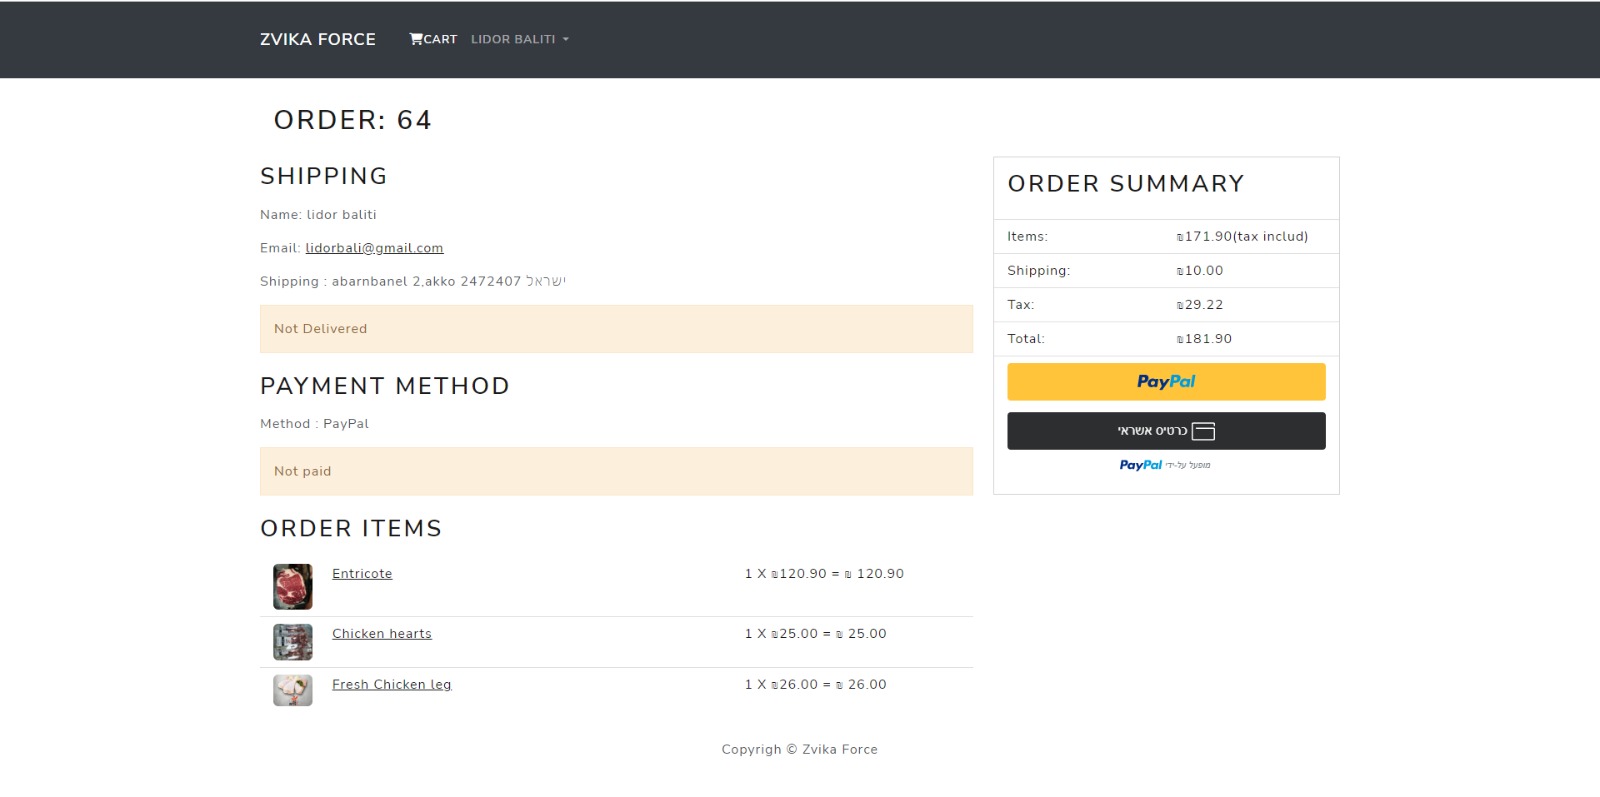 ZVIKA FORCE CART LIDOR BALITI
ORDER: 64
SHIPPING
Name: lidor baliti
Email: lidorbali@gmail.com
Shipping : abarnbanel 2,akko 2472407 ישראל
Not Delivered
PAYMENT METHOD
Method : PayPal
Not paid
ORDER ITEMS
Entricote 1 X ₪120.90 = ₪ 120.90
Chicken hearts 1 X ₪25.00 = ₪ 25.00
Fresh Chicken leg 1 X ₪26.00 = ₪ 26.00
ORDER SUMMARY
Items: ₪171.90(tax includ)
Shipping: ₪10.00
Tax: ₪29.22
Total: ₪181.90
PayPal
כרטיס אשראי
מופעל על-ידי PayPal
Copyrigh © Zvika Force